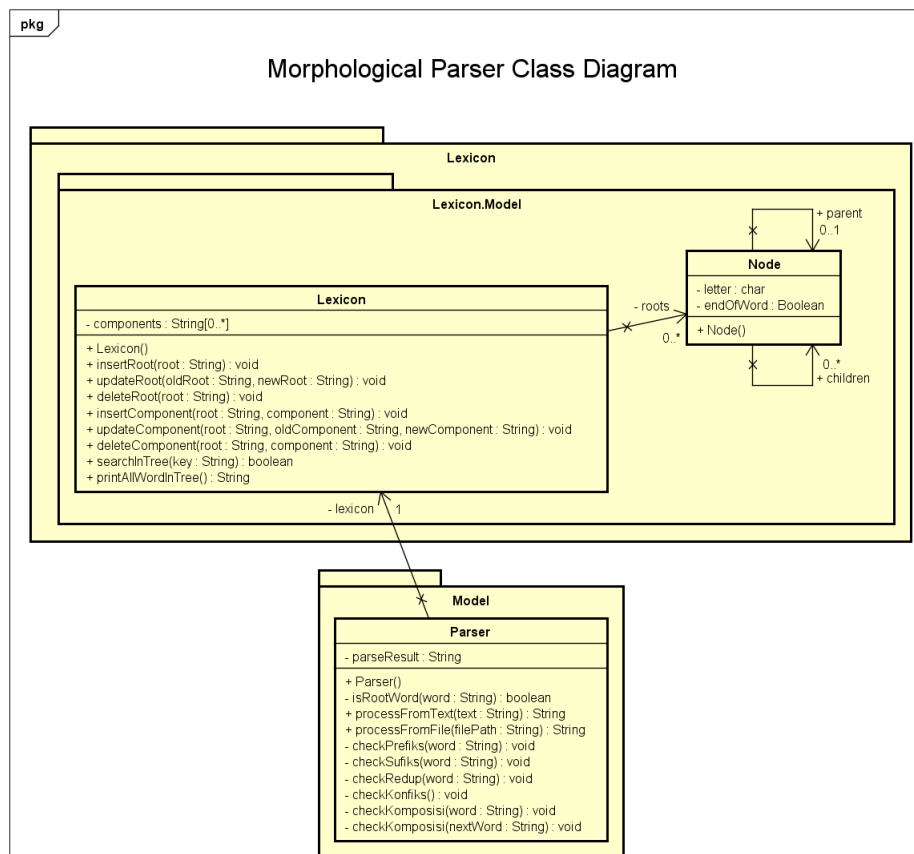 pkg
Morphological Parser Class Diagram
Lexicon
Lexicon.Model
+ parent
0..1
Node
- letter : char
- endOfWord : Boolean
+ Node()
0..*
+ children
- roots
0..*
Lexicon
- components : String[0..*]
+ Lexicon()
+ insertRoot(root : String) : void
+ updateRoot(oldRoot : String, newRoot : String) : void
+ deleteRoot(root : String) : void
+ insertComponent(root : String, component : String) : void
+ updateComponent(root : String, oldComponent : String, newComponent : String) : void
+ deleteComponent(root : String, component : String) : void
+ searchInTree(key : String) : boolean
+ printAllWordInTree() : String
- lexicon
1
Model
Parser
- parseResult : String
+ Parser()
- isRootWord(word : String) : boolean
+ processFromText(text : String) : String
+ processFromFile(filePath : String) : String
- checkPrefiks(word : String) : void
- checkSufiks(word : String) : void
- checkRedup(word : String) : void
- checkKonfiks() : void
- checkKomposisi(word : String) : void
- checkKomposisi(nextWord : String) : void